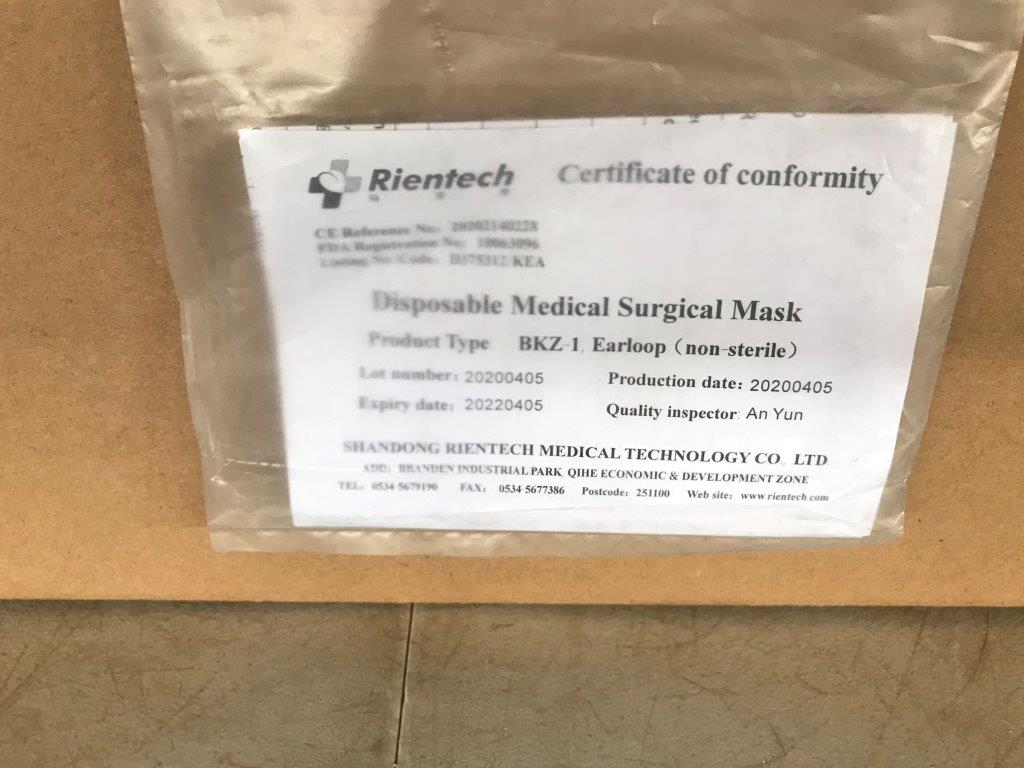 Rientech
Certificate of conformity
CE Reference No: 20202140228
FDA Registration No: 10063096
Listing No. Code: D375312/KEA
Disposable Medical Surgical Mask
Product Type BKZ-1, Earloop (non-sterile)
Lot number: 20200405 Production date: 20200405
Expiry date: 20220405 Quality inspector: An Yun
SHANDONG RIENTECH MEDICAL TECHNOLOGY CO., LTD.
ADD: BRANDEN INDUSTRIAL PARK, QIHE ECONOMIC & DEVELOPMENT ZONE
TEL: 0534-5679190 FAX: 0534-5677386 Postcode: 251100 Web site: www.rientech.com